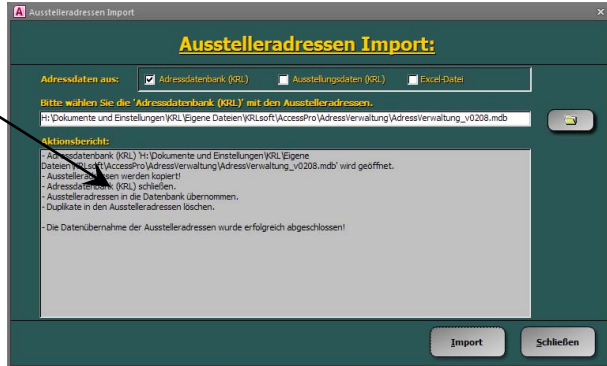 Ausstelleradressen Import
Ausstelleradressen Import:
Adressdaten aus: Adressdatenbank (KRL) Ausstellungsdaten (KRL) Excel-Datei
Bitte wählen Sie die 'Adressdatenbank (KRL)' mit den Ausstelleradressen.
H:\Dokumente und Einstellungen\KRL\Eigene Dateien\KRLsoft\AccessPro\AdressVerwaltung\AdressVerwaltung_v0208.mdb
Aktionsbericht:
- Adressdatenbank (KRL) 'H:\Dokumente und Einstellungen\KRL\Eigene
Dateien\KRLsoft\AccessPro\AdressVerwaltung\AdressVerwaltung_v0208.mdb' wird geöffnet.
- Ausstelleradressen werden kopiert!
- Adressdatenbank (KRL) schließen.
- Ausstelleradressen in die Datenbank übernommen.
- Duplikate in den Ausstelleradressen löschen.
- Die Datenübernahme der Ausstelleradressen wurde erfolgreich abgeschlossen!
Import Schließen